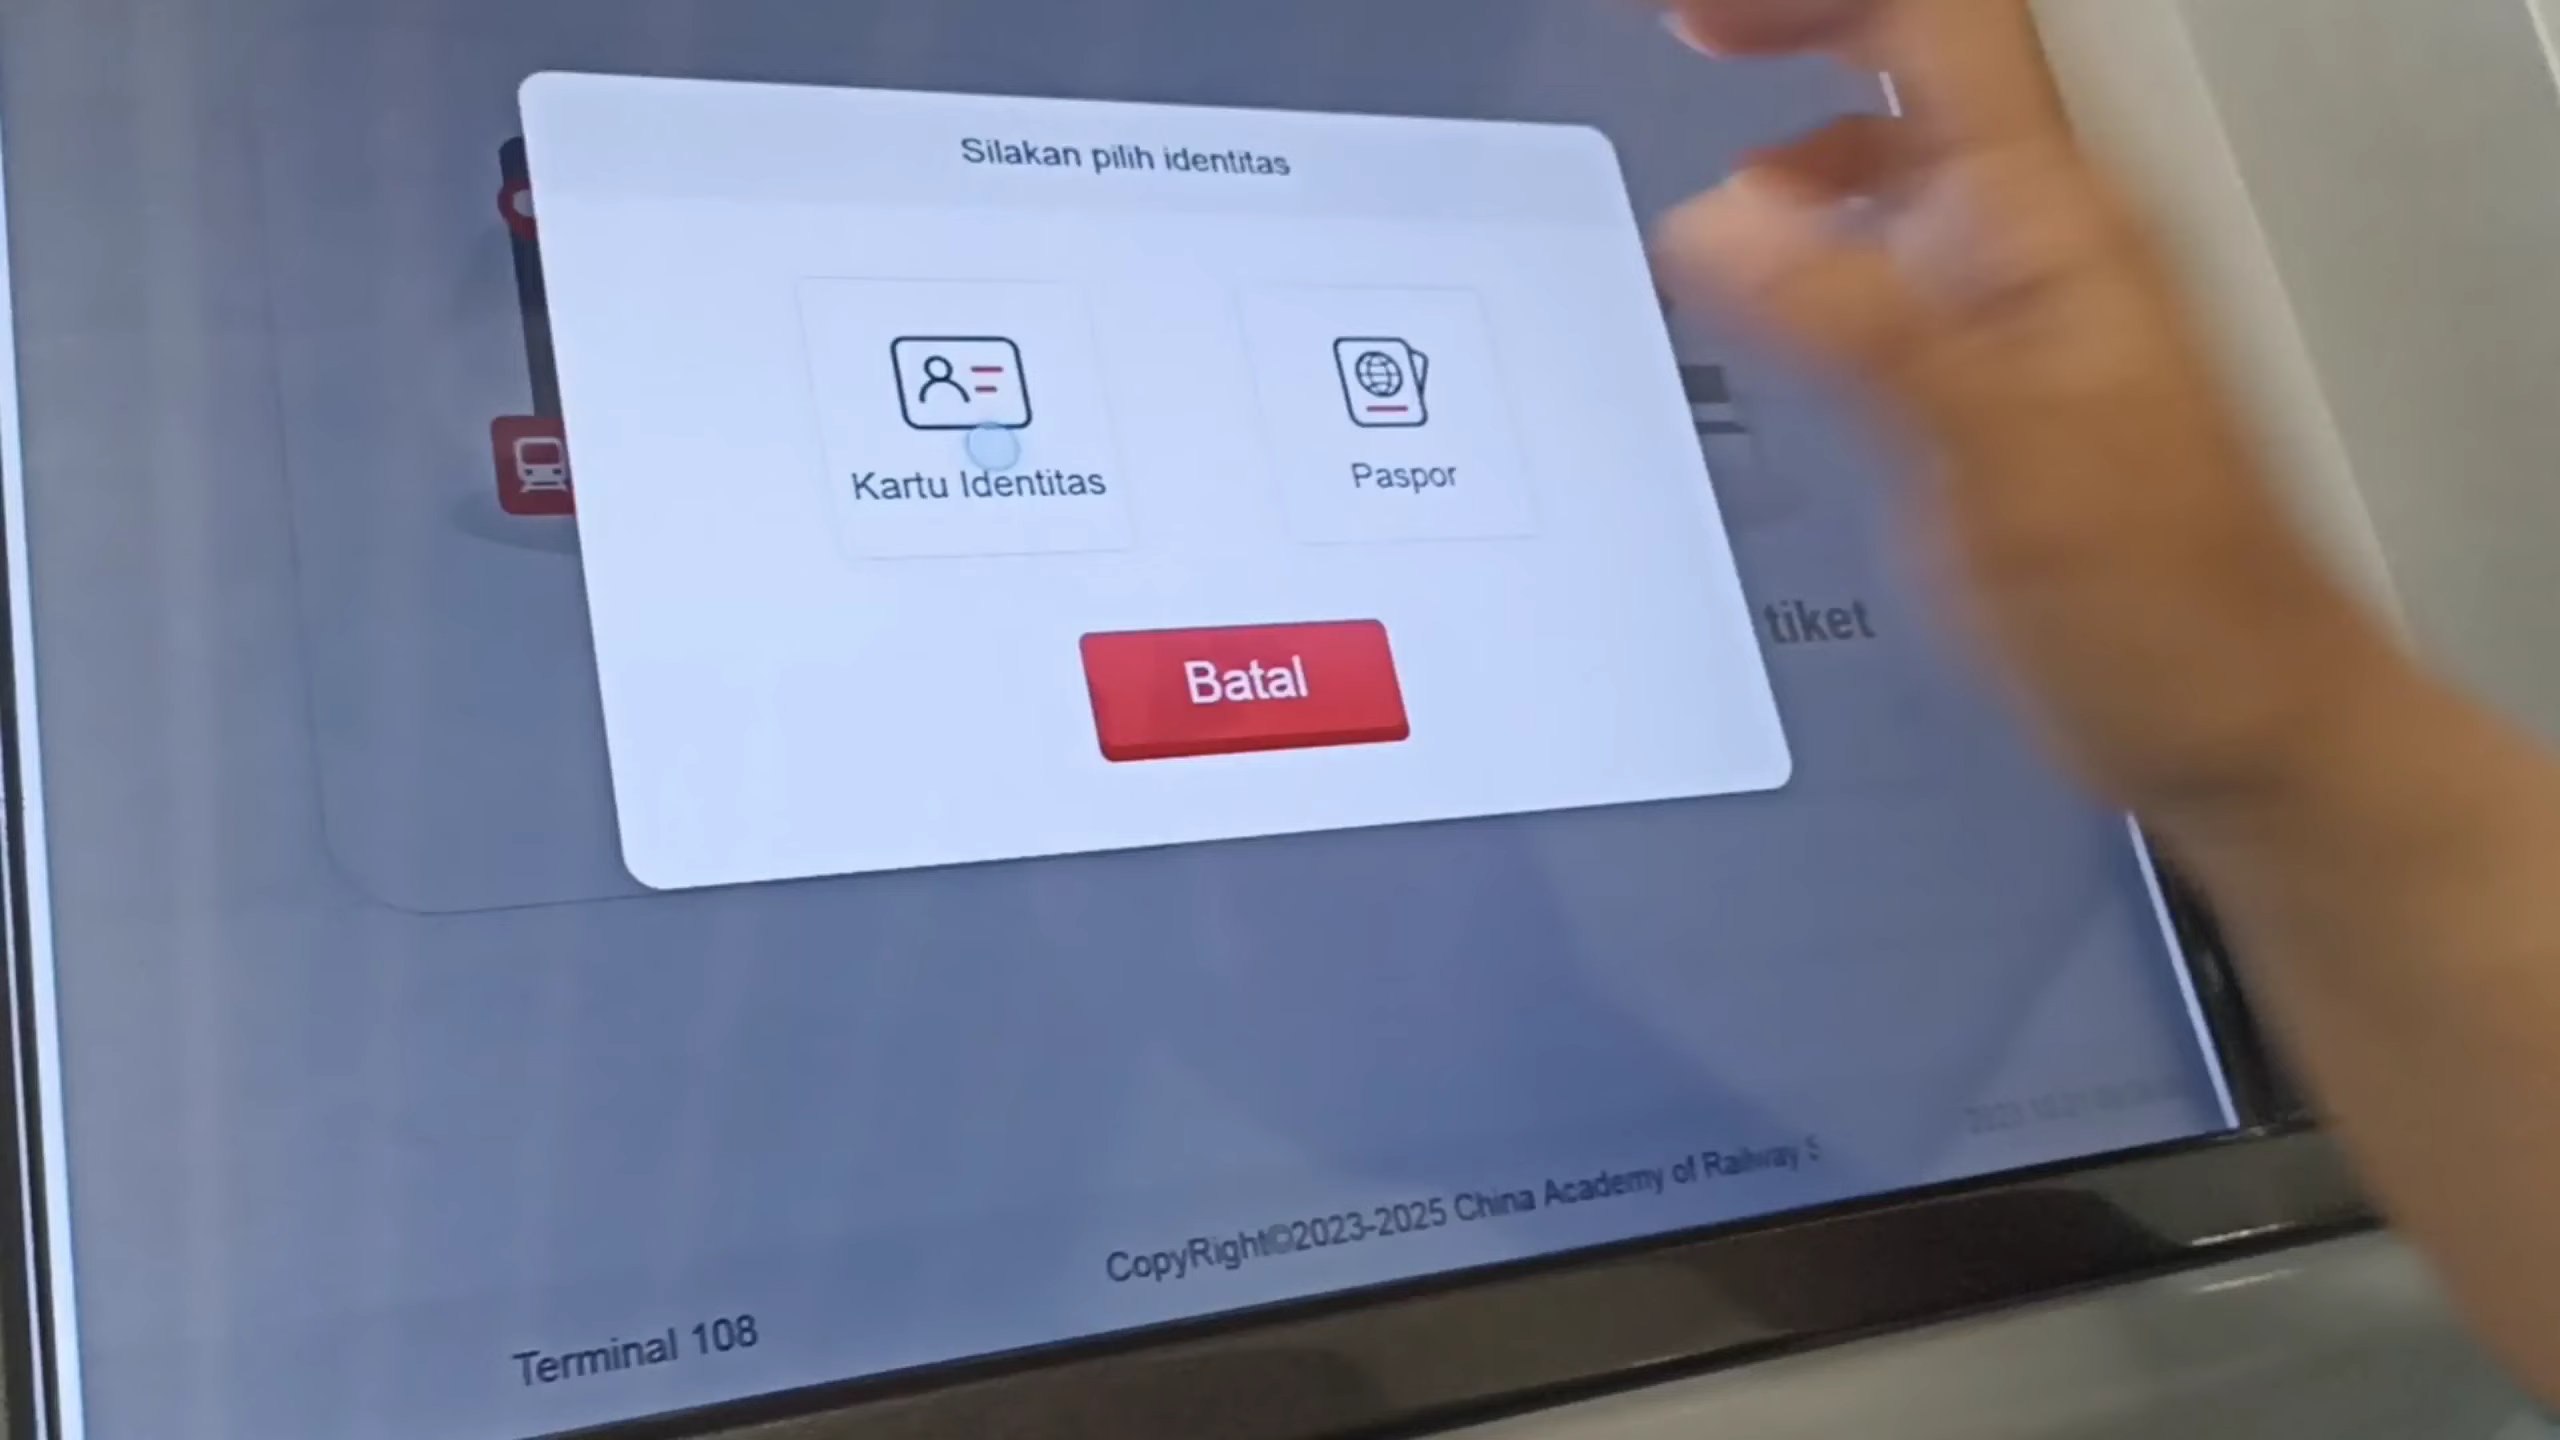 Silakan pilih identitas
Kartu Identitas
Paspor
Batal
tiket
CopyRight©2023-2025 China Academy of Railway S
Terminal 108